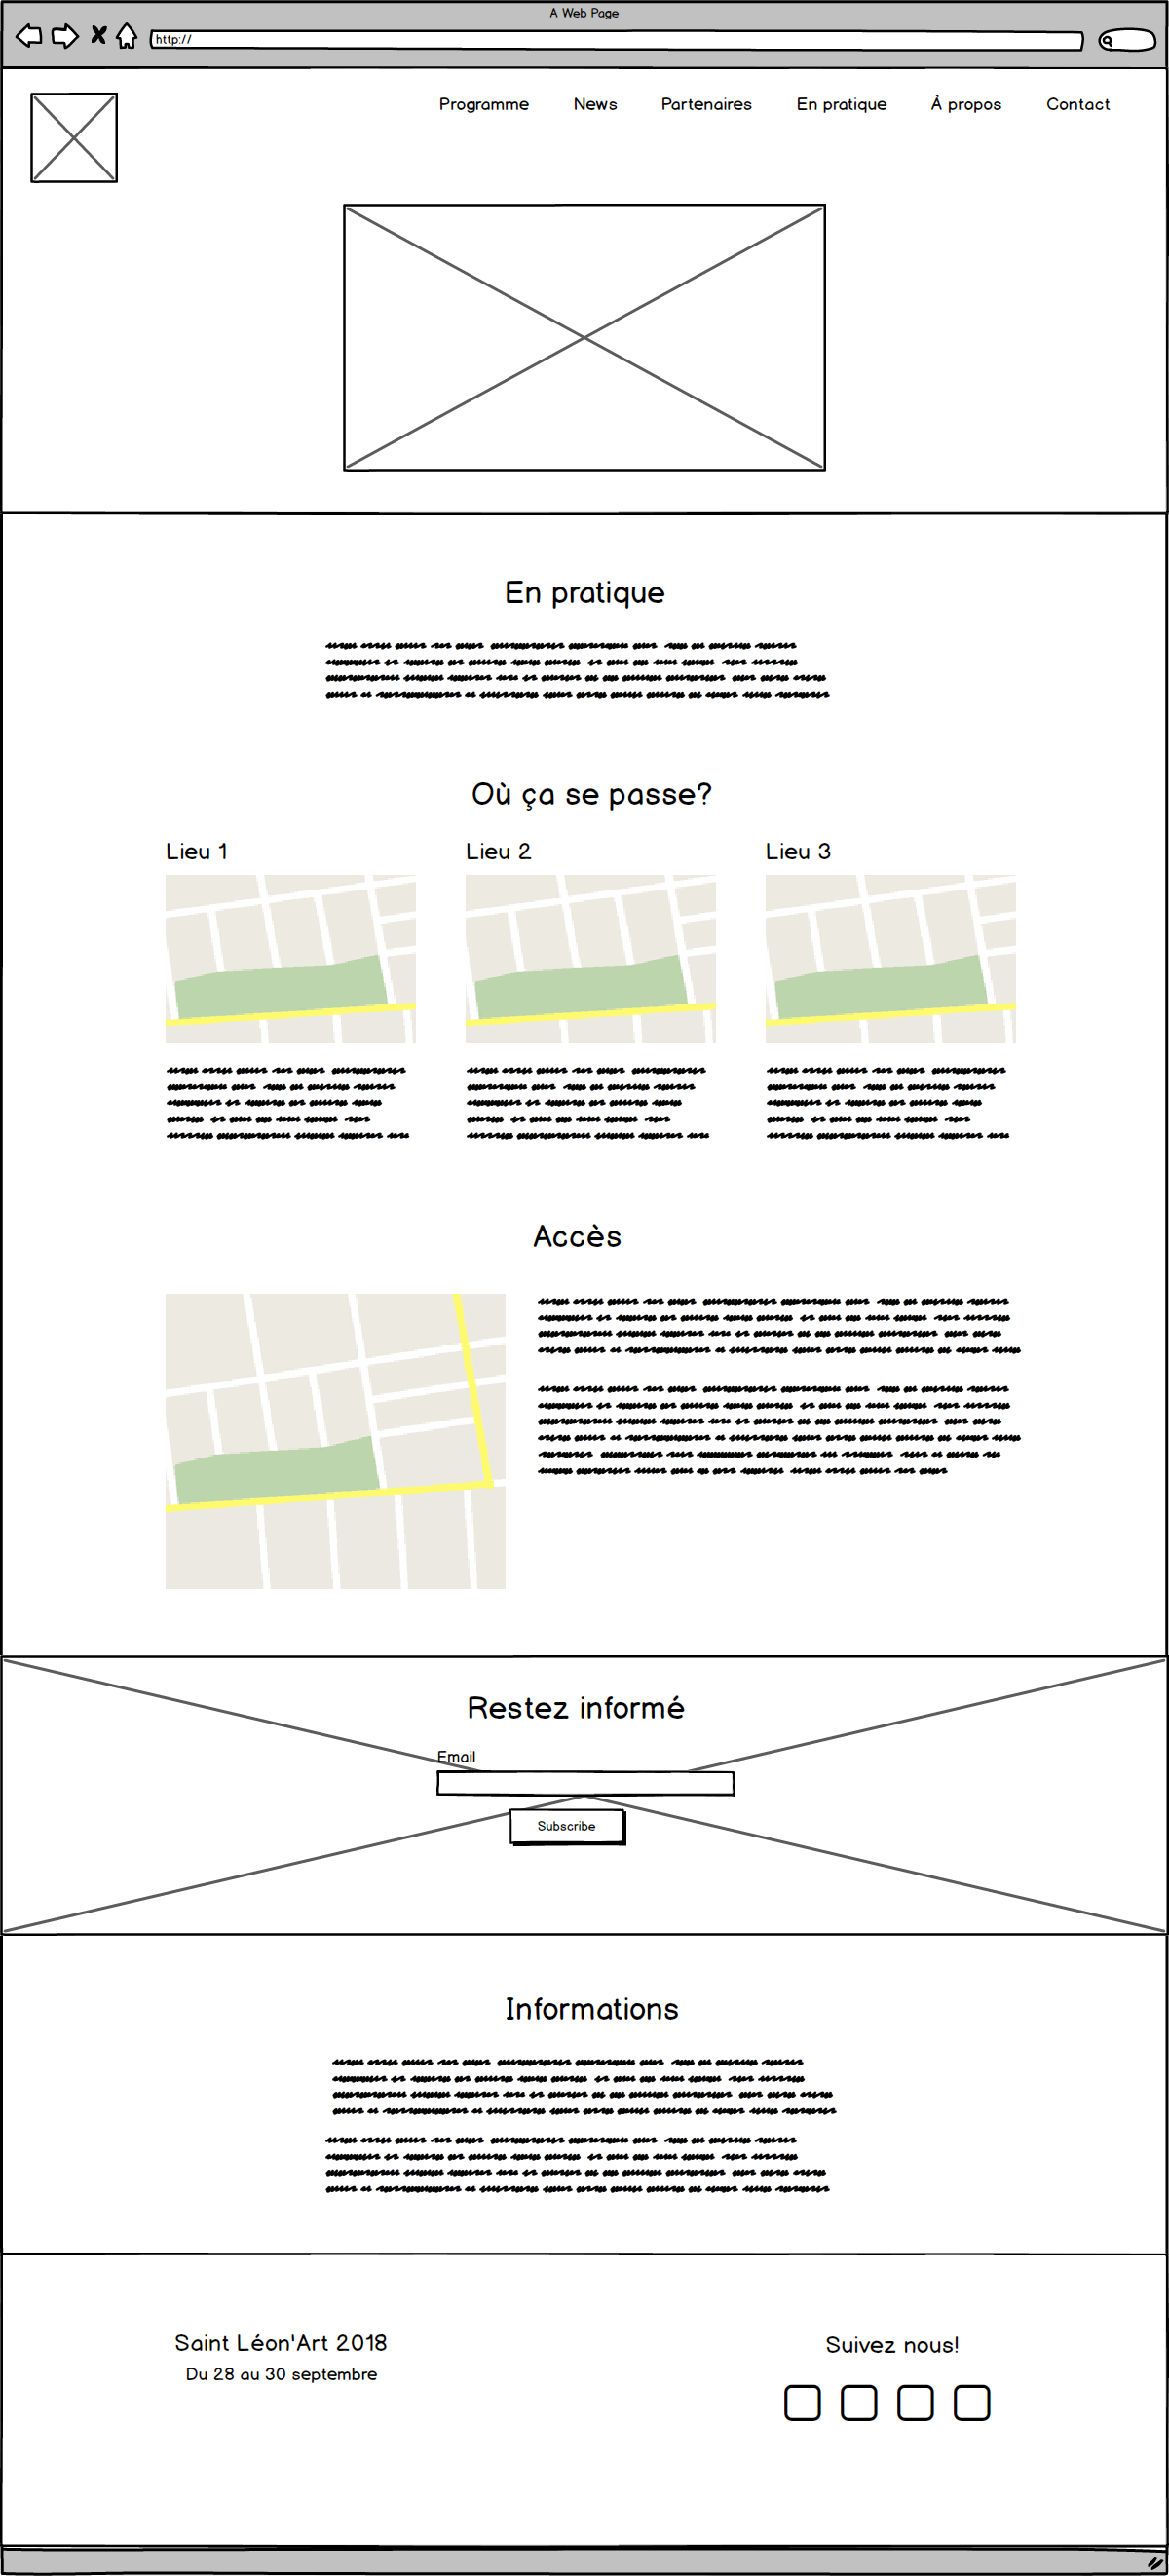 A Web Page
http://
Programme News Partenaires En pratique À propos Contact
En pratique
Où ça se passe?
Lieu 1 Lieu 2 Lieu 3
Accès
Restez informé
Email
Subscribe
Informations
Saint Léon'Art 2018
Du 28 au 30 septembre
Suivez nous!